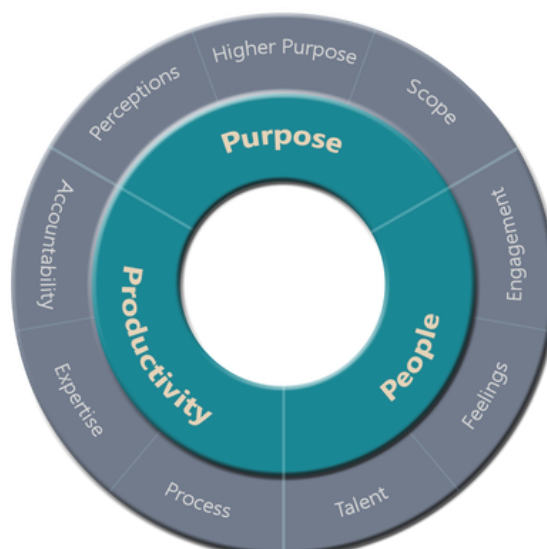 Higher Purpose
Scope
Engagement
Feelings
Talent
Process
Expertise
Accountability
Perceptions
Purpose
People
Productivity